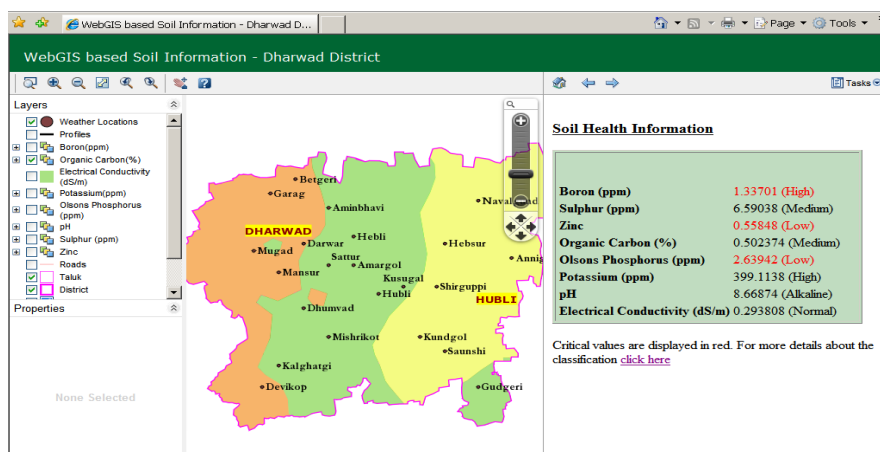 WebGIS based Soil Information - Dharwad D...
Page
Tools
WebGIS based Soil Information - Dharwad District
Tasks
Layers
Weather Locations
Profiles
Boron(ppm)
Organic Carbon(%)
Electrical Conductivity
(dS/m)
Potassium(ppm)
Olsons Phosphorus
(ppm)
pH
Sulphur (ppm)
Zinc
Roads
Taluk
District
Properties
None Selected
Betgeri
Garag
Aminbhavi
DHARWAD
Hebli
Darwar
Hebsur
Mugad
Sattur
Amargol
Mansur
Kusugal
Shirguppi
Hubli
HUBLI
Dhumvad
Mishrikot
Kundgol
Saunshi
Kalghatgi
Devikop
Gudgeri
Soil Health Information
Boron (ppm) 1.33701 (High)
Sulphur (ppm) 6.59038 (Medium)
Zinc 0.55848 (Low)
Organic Carbon (%) 0.502374 (Medium)
Olsons Phosphorus (ppm) 2.63942 (Low)
Potassium (ppm) 399.1138 (High)
pH 8.66874 (Alkaline)
Electrical Conductivity (dS/m) 0.293808 (Normal)
Critical values are displayed in red. For more details about the
classification click here